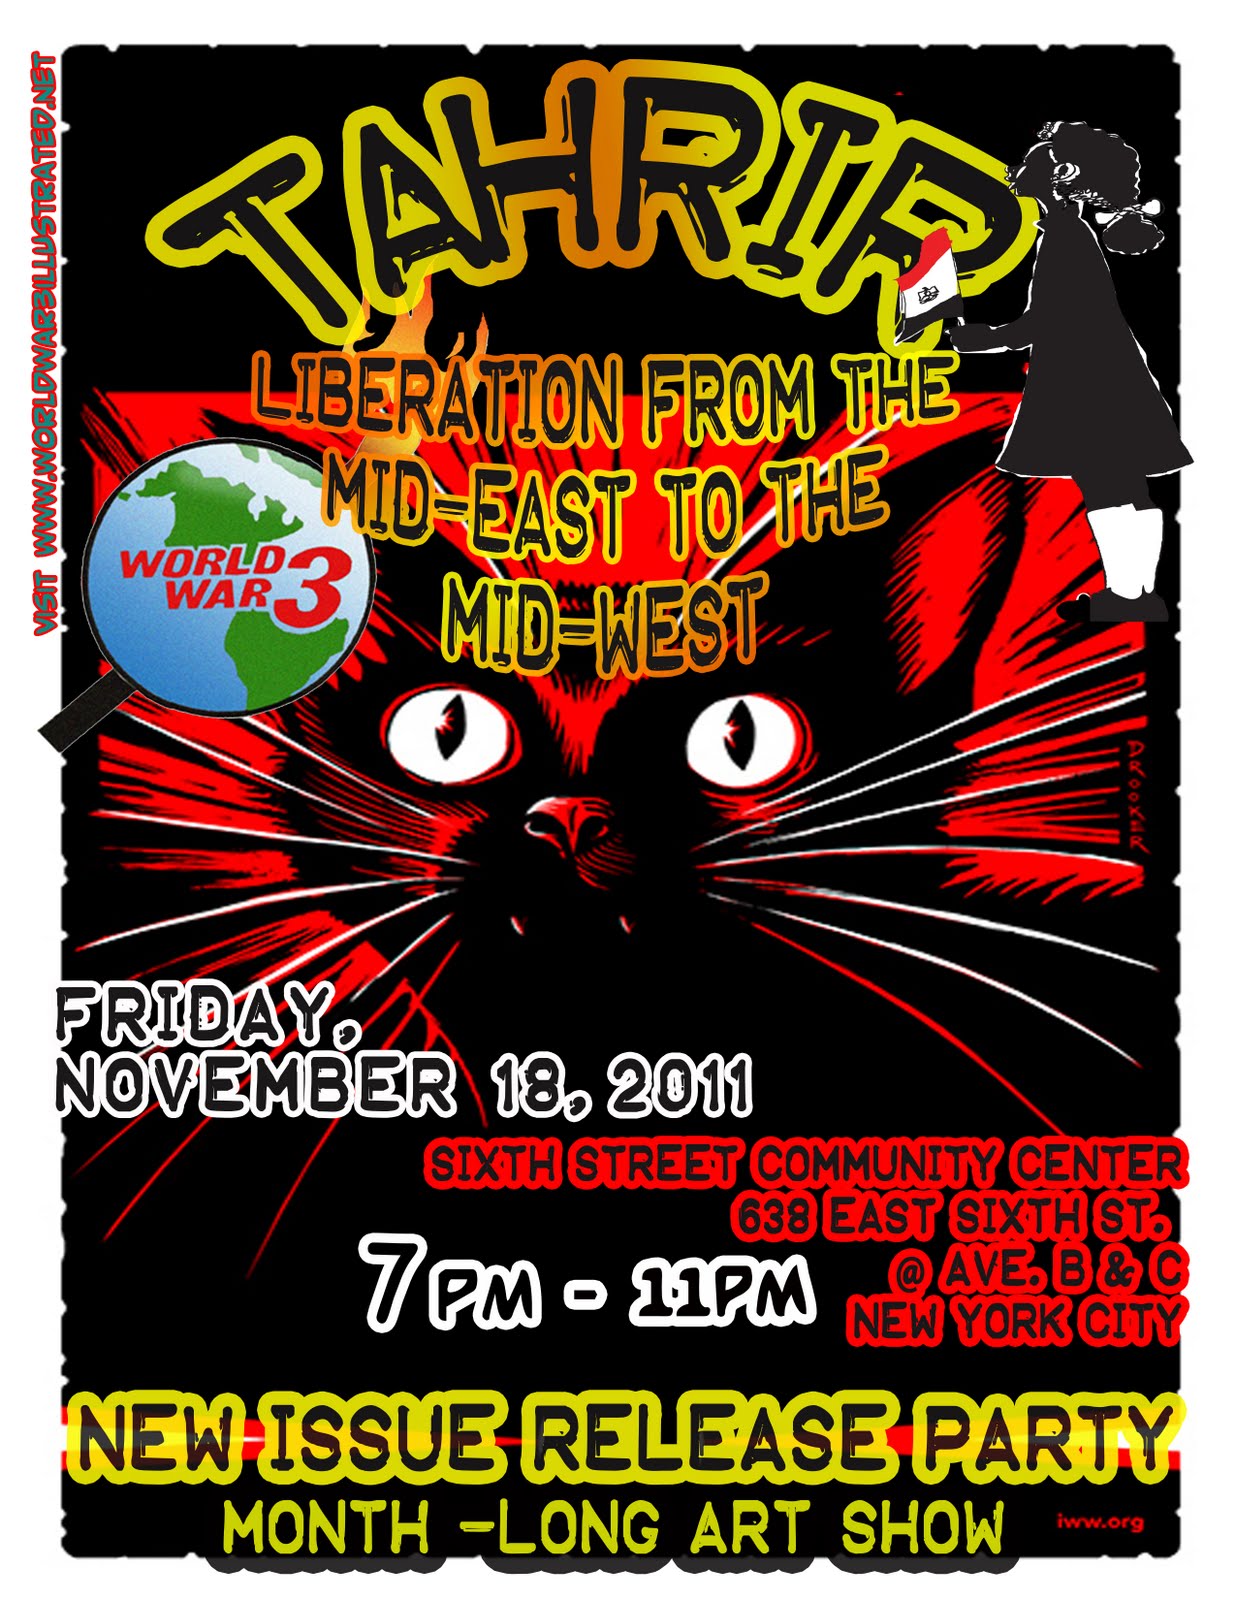 VISIT WWW.WORLDWAR3ILLUSTRATED.NET
TAHRIR
LIBERATION FROM THE
MID-EAST TO THE
MID-WEST
WORLD
WAR 3
DROOKER
FRIDAY,
NOVEMBER 18, 2011
SIXTH STREET COMMUNITY CENTER
638 EAST SIXTH ST.
@ AVE. B & C
NEW YORK CITY
7PM - 11PM
NEW ISSUE RELEASE PARTY
MONTH -LONG ART SHOW
iww.org